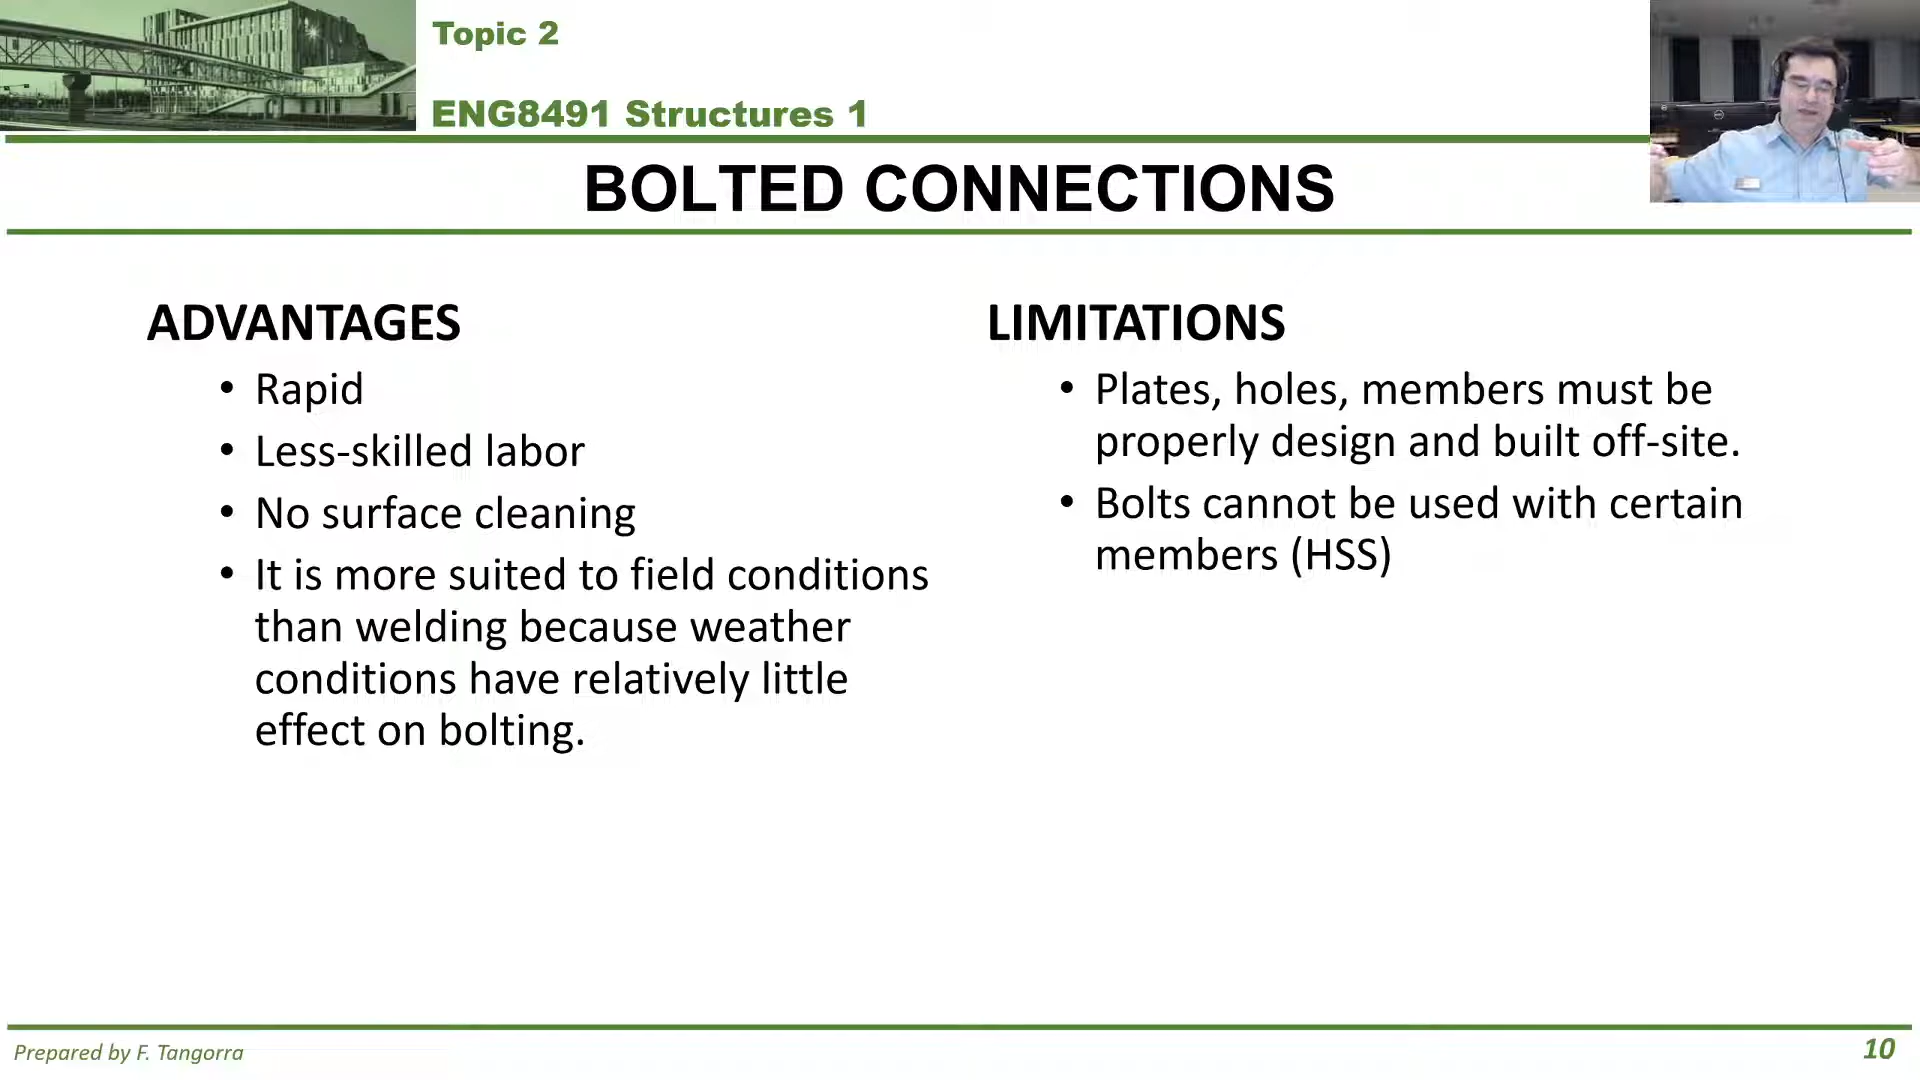 Topic 2
ENG8491 Structures 1
BOLTED CONNECTIONS
ADVANTAGES
• Rapid
• Less-skilled labor
• No surface cleaning
• It is more suited to field conditions
than welding because weather
conditions have relatively little
effect on bolting.
LIMITATIONS
• Plates, holes, members must be
properly design and built off-site.
• Bolts cannot be used with certain
members (HSS)
Prepared by F. Tangorra
10